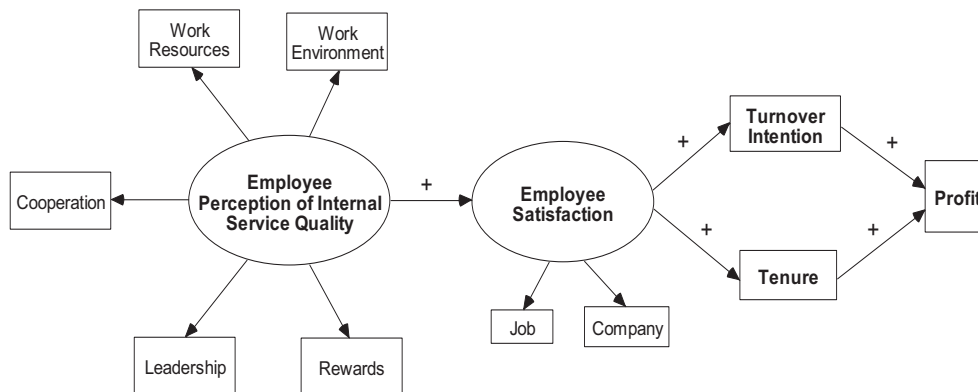 Work
Resources
Work
Environment
Turnover
Intention
+
+
Cooperation
Employee
Perception of Internal
Service Quality
+
Employee
Satisfaction
Profit
+
+
Tenure
Job
Company
Leadership
Rewards